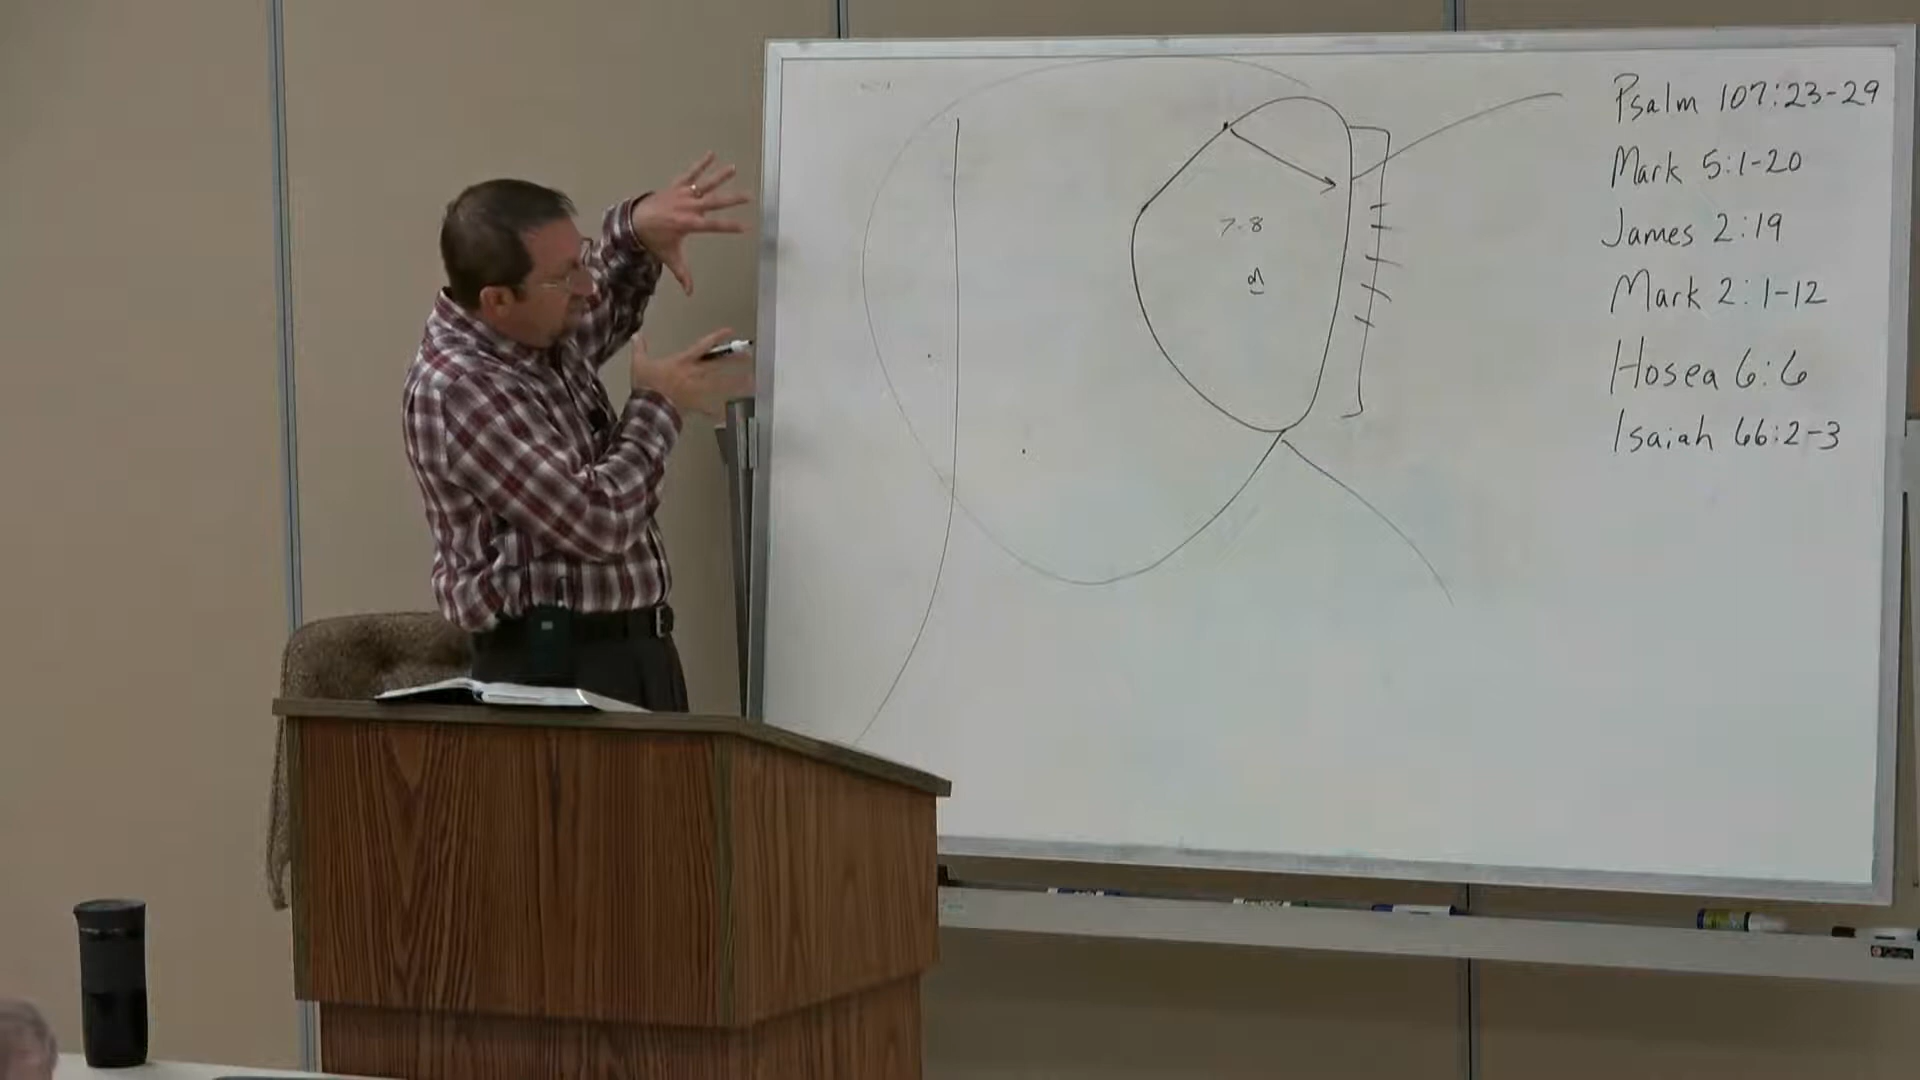 7-8
Psalm 107:23-29
Mark 5:1-20
James 2:19
Mark 2:1-12
Hosea 6:6
Isaiah 66:2-3